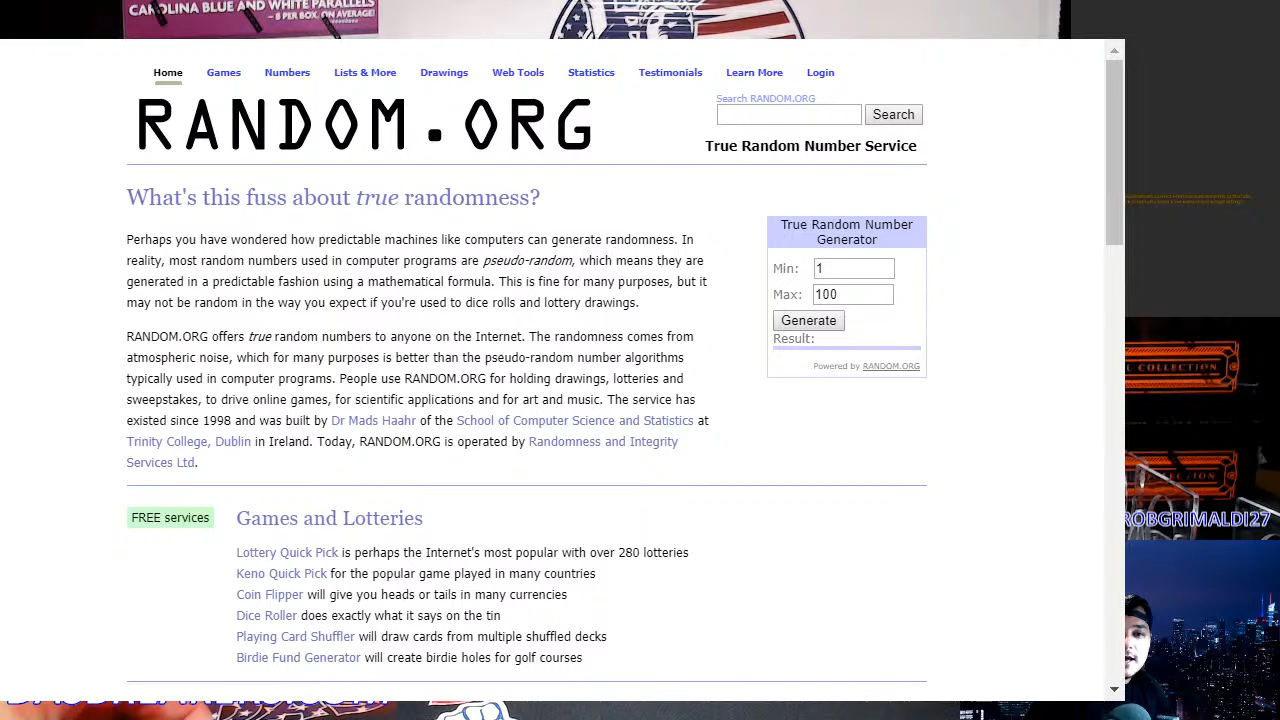 CAROLINA BLUE AND WHITE PARALLELS
– 8 PER BOX, ON AVERAGE!
Home Games Numbers Lists & More Drawings Web Tools Statistics Testimonials Learn More Login
RANDOM.ORG
Search RANDOM.ORG
Search
True Random Number Service
What's this fuss about true randomness?
Perhaps you have wondered how predictable machines like computers can generate randomness. In
reality, most random numbers used in computer programs are pseudo-random, which means they are
generated in a predictable fashion using a mathematical formula. This is fine for many purposes, but it
may not be random in the way you expect if you're used to dice rolls and lottery drawings.
RANDOM.ORG offers true random numbers to anyone on the Internet. The randomness comes from
atmospheric noise, which for many purposes is better than the pseudo-random number algorithms
typically used in computer programs. People use RANDOM.ORG for holding drawings, lotteries and
sweepstakes, to drive online games, for scientific applications and for art and music. The service has
existed since 1998 and was built by Dr Mads Haahr of the School of Computer Science and Statistics at
Trinity College, Dublin in Ireland. Today, RANDOM.ORG is operated by Randomness and Integrity
Services Ltd.
True Random Number
Generator
Min: 1
Max: 100
Generate
Result:
Powered by RANDOM.ORG
FREE services
Games and Lotteries
Lottery Quick Pick is perhaps the Internet's most popular with over 280 lotteries
Keno Quick Pick for the popular game played in many countries
Coin Flipper will give you heads or tails in many currencies
Dice Roller does exactly what it says on the tin
Playing Card Shuffler will draw cards from multiple shuffled decks
Birdie Fund Generator will create birdie holes for golf courses
COLLECTION
COLLECTION
ROBGRIMALDI27